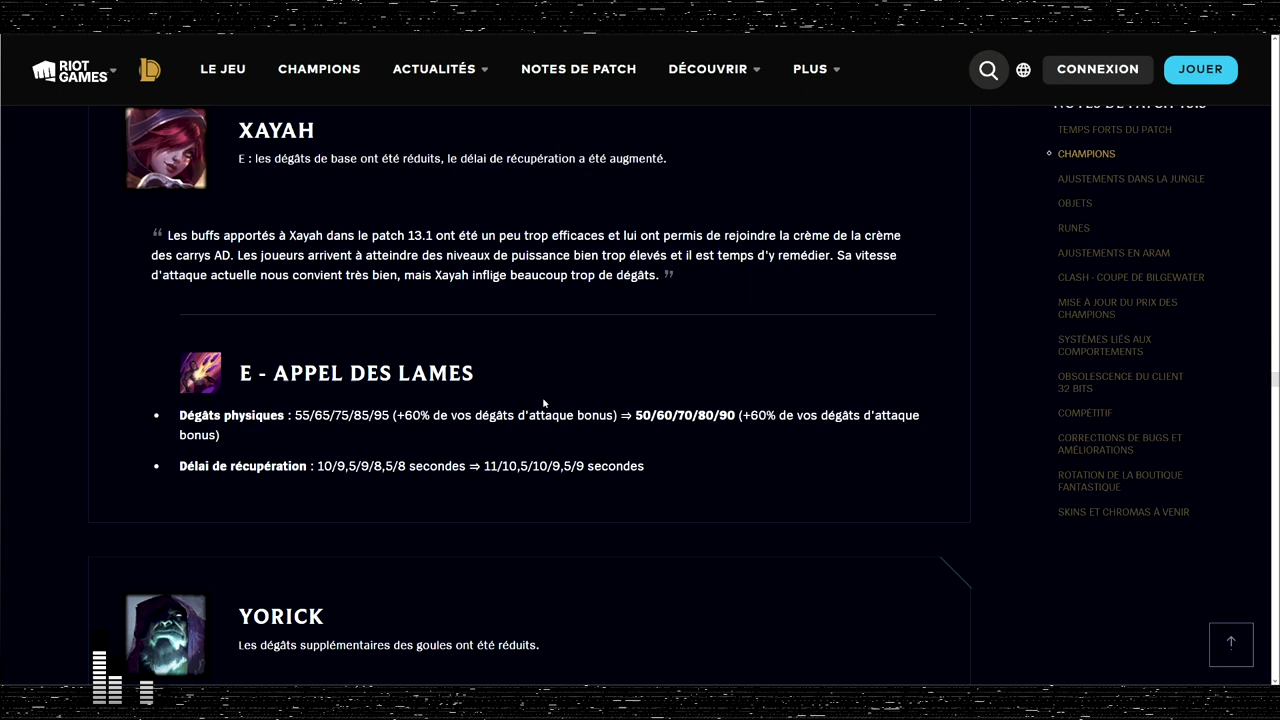 RIOT GAMES
LE JEU
CHAMPIONS
ACTUALITÉS
NOTES DE PATCH
DÉCOUVRIR
PLUS
CONNEXION
JOUER
XAYAH
E : les dégâts de base ont été réduits, le délai de récupération a été augmenté.
“ Les buffs apportés à Xayah dans le patch 13.1 ont été un peu trop efficaces et lui ont permis de rejoindre la crème de la crème
des carrys AD. Les joueurs arrivent à atteindre des niveaux de puissance bien trop élevés et il est temps d'y remédier. Sa vitesse
d'attaque actuelle nous convient très bien, mais Xayah inflige beaucoup trop de dégâts. ”
E - APPEL DES LAMES
• Dégâts physiques : 55/65/75/85/95 (+60% de vos dégâts d'attaque bonus) ⇒ 50/60/70/80/90 (+60% de vos dégâts d'attaque
bonus)
• Délai de récupération : 10/9,5/9/8,5/8 secondes ⇒ 11/10,5/10/9,5/9 secondes
YORICK
Les dégâts supplémentaires des goules ont été réduits.
TEMPS FORTS DU PATCH
CHAMPIONS
AJUSTEMENTS DANS LA JUNGLE
OBJETS
RUNES
AJUSTEMENTS EN ARAM
CLASH - COUPE DE BILGEWATER
MISE À JOUR DU PRIX DES
CHAMPIONS
SYSTÈMES LIÉS AUX
COMPORTEMENTS
OBSOLESCENCE DU CLIENT
32 BITS
COMPÉTITIF
CORRECTIONS DE BUGS ET
AMÉLIORATIONS
ROTATION DE LA BOUTIQUE
FANTASTIQUE
SKINS ET CHROMAS À VENIR